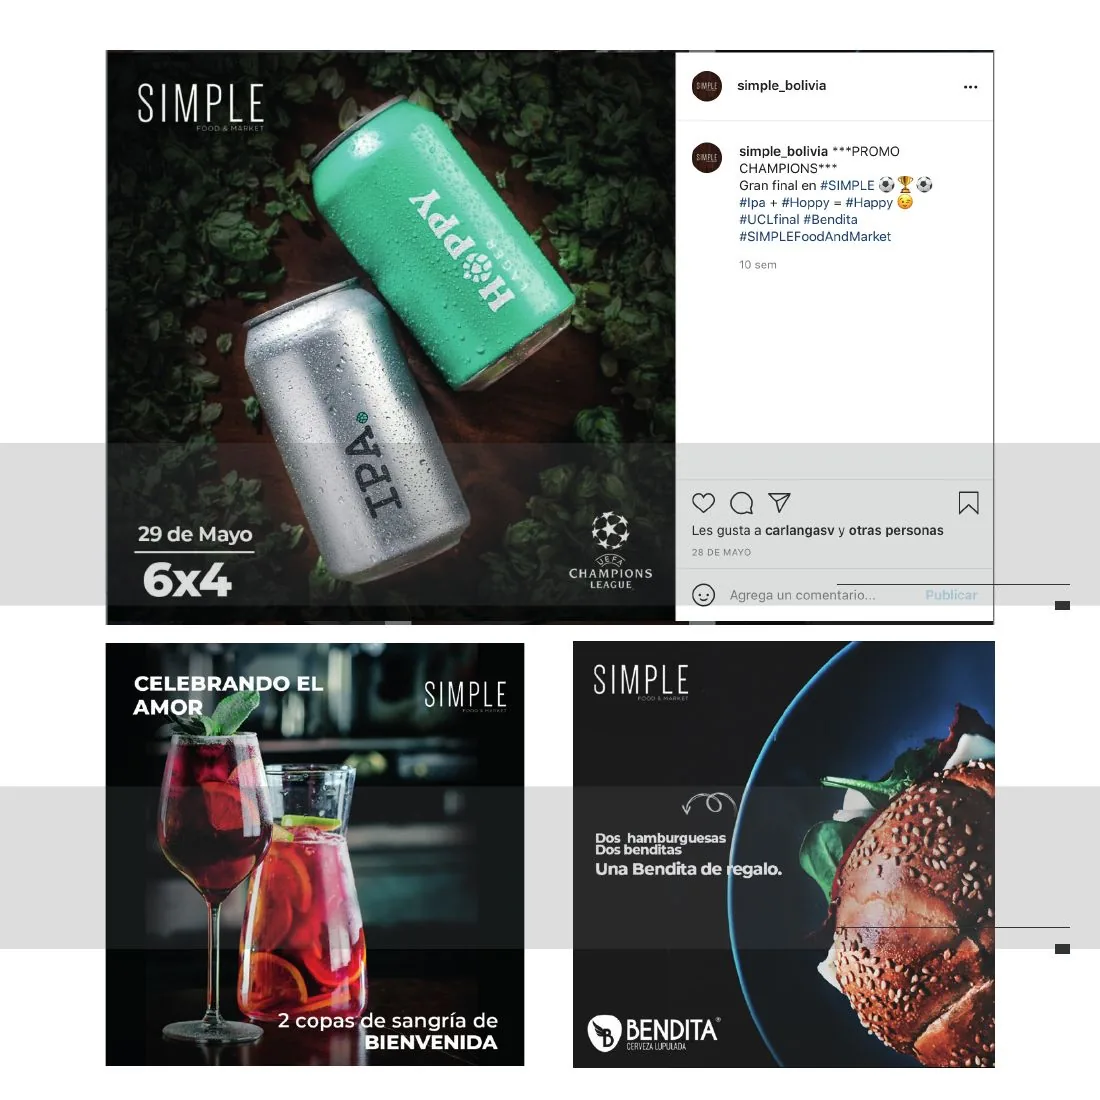 SIMPLE
FOOD & MARKET
HOPPY
LAGER
IPA
29 de Mayo
6x4
UEFA
CHAMPIONS
LEAGUE
SIMPLE
simple_bolivia
SIMPLE
simple_bolivia ***PROMO
CHAMPIONS***
Gran final en #SIMPLE ⚽🏆⚽
#Ipa + #Hoppy = #Happy 😉
#UCLfinal #Bendita
#SIMPLEFoodAndMarket
10 sem
Les gusta a carlangasv y otras personas
28 DE MAYO
Agrega un comentario... Publicar
CELEBRANDO EL
AMOR
SIMPLE
FOOD & MARKET
2 copas de sangría de
BIENVENIDA
SIMPLE
FOOD & MARKET
Dos hamburguesas
Dos benditas
Una Bendita de regalo.
B
BENDITA®
CERVEZA LUPULADA